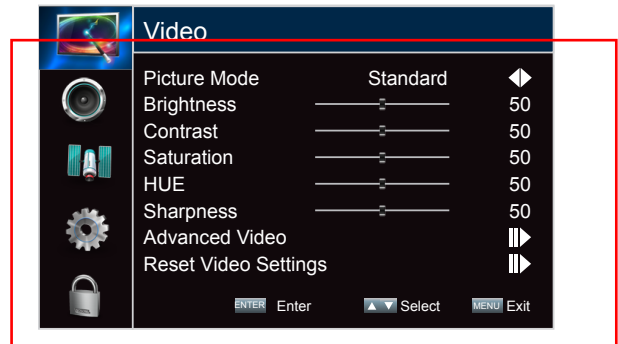 Video
Picture Mode Standard
Brightness 50
Contrast 50
Saturation 50
HUE 50
Sharpness 50
Advanced Video
Reset Video Settings
ENTER Enter ▲ ▼ Select MENU Exit